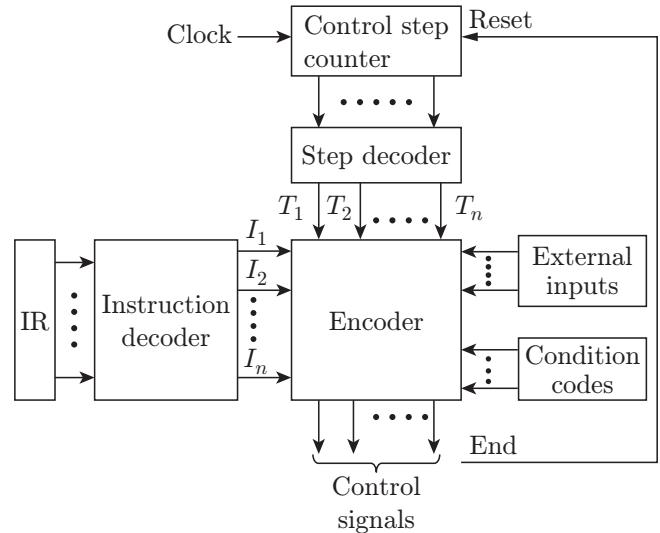 Clock
Control step
counter
Reset
Step decoder
T₁ T₂ Tₙ
IR
Instruction
decoder
I₁
I₂
Iₙ
Encoder
External
inputs
Condition
codes
End
Control
signals